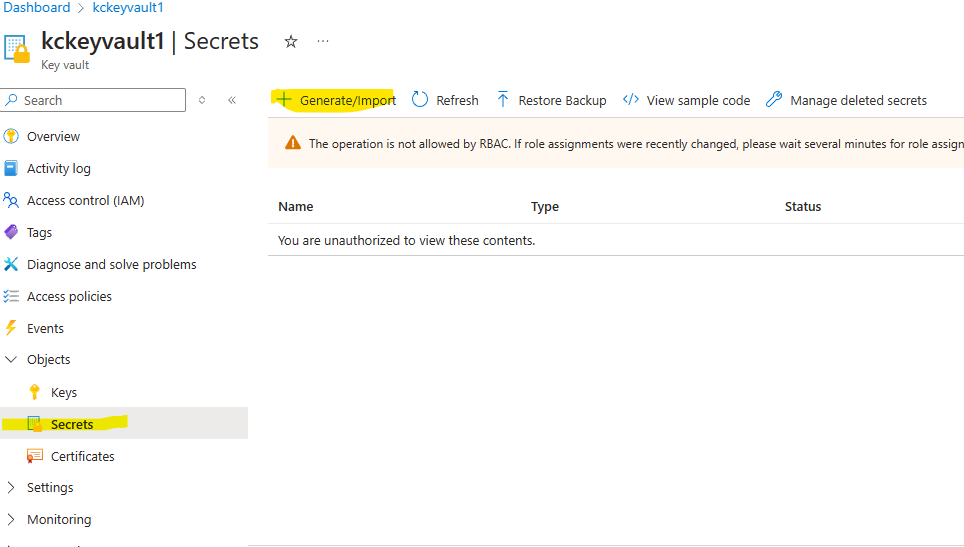 Dashboard > kckeyvault1
kckeyvault1 | Secrets ☆ ...
Key vault
Search
«
Generate/Import Refresh Restore Backup View sample code Manage deleted secrets
Overview
Activity log
Access control (IAM)
Tags
Diagnose and solve problems
Access policies
Events
Objects
Keys
Secrets
Certificates
Settings
Monitoring
The operation is not allowed by RBAC. If role assignments were recently changed, please wait several minutes for role assign
Name Type Status
You are unauthorized to view these contents.